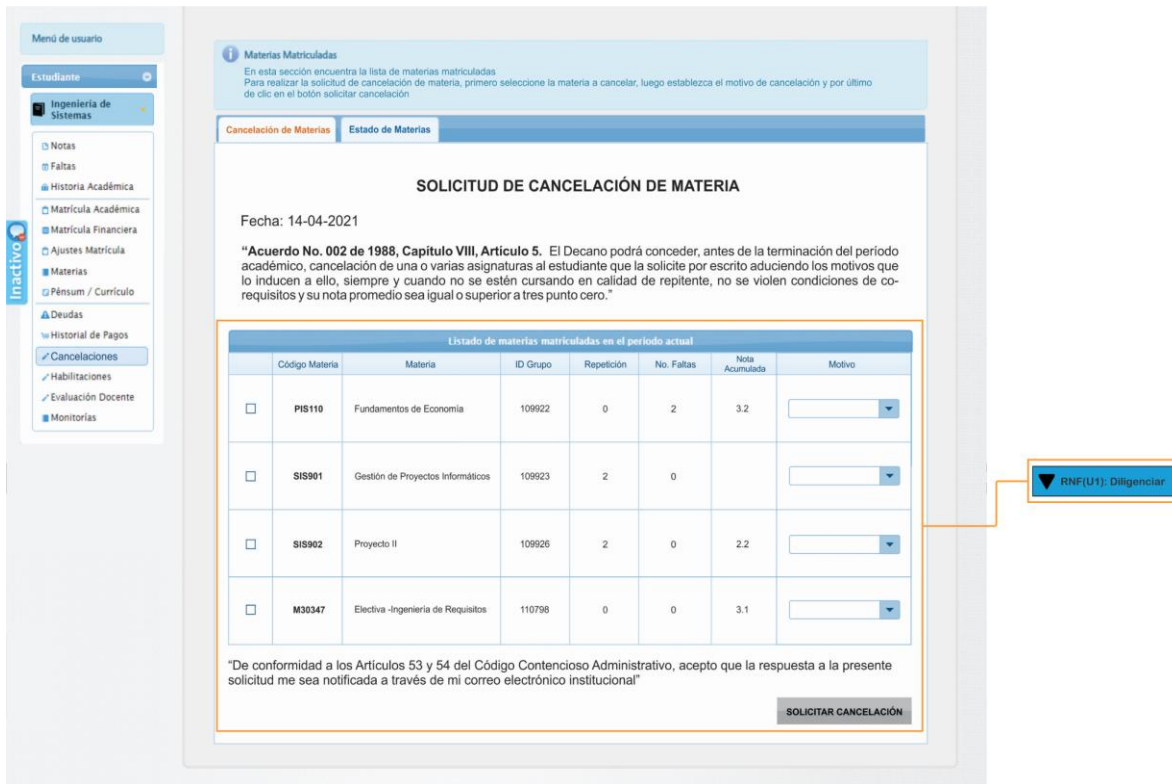 Menú de usuario
Estudiante
Ingeniería de
Sistemas
Notas
Faltas
Historia Académica
Matrícula Académica
Matrícula Financiera
Ajustes Matrícula
Materias
Pénsum / Currículo
Deudas
Historial de Pagos
Cancelaciones
Habilitaciones
Evaluación Docente
Monitorías
Inactivo
Materias Matriculadas
En esta sección encuentra la lista de materias matriculadas
Para realizar la solicitud de cancelación de materia, primero seleccione la materia a cancelar, luego establezca el motivo de cancelación y por último
de clic en el botón solicitar cancelación
Cancelación de Materias Estado de Materias
SOLICITUD DE CANCELACIÓN DE MATERIA
Fecha: 14-04-2021
“Acuerdo No. 002 de 1988, Capítulo VIII, Artículo 5. El Decano podrá conceder, antes de la terminación del período
académico, cancelación de una o varias asignaturas al estudiante que la solicite por escrito aduciendo los motivos que
lo inducen a ello, siempre y cuando no se estén cursando en calidad de repitente, no se violen condiciones de co-
requisitos y su nota promedio sea igual o superior a tres punto cero.”
Listado de materias matriculadas en el periodo actual
Código Materia Materia ID Grupo Repetición No. Faltas Nota Acumulada Motivo
PIS110 Fundamentos de Economía 109922 0 2 3.2
SIS901 Gestión de Proyectos Informáticos 109923 2 0
SIS902 Proyecto II 109926 2 0 2.2
M30347 Electiva -Ingeniería de Requisitos 110798 0 0 3.1
“De conformidad a los Artículos 53 y 54 del Código Contencioso Administrativo, acepto que la respuesta a la presente
solicitud me sea notificada a través de mi correo electrónico institucional”
SOLICITAR CANCELACIÓN
RNF(U1): Diligenciar